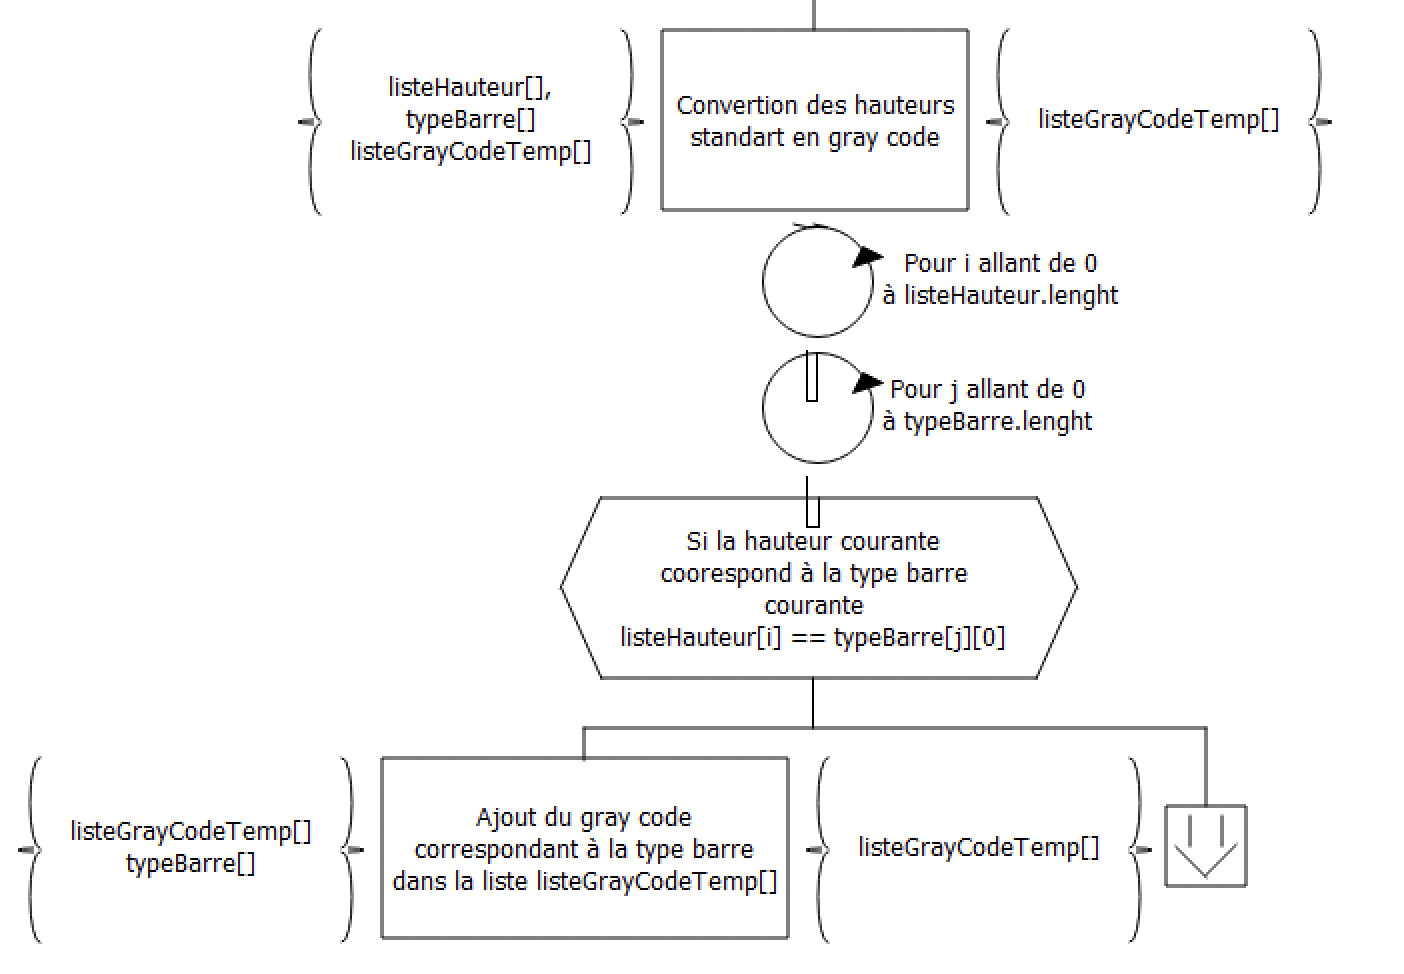 listeHauteur[],
typeBarre[]
listeGrayCodeTemp[]
Convertion des hauteurs
standart en gray code
listeGrayCodeTemp[]
Pour i allant de 0
à listeHauteur.lenght
Pour j allant de 0
à typeBarre.lenght
Si la hauteur courante
coorespond à la type barre
courante
listeHauteur[i] == typeBarre[j][0]
listeGrayCodeTemp[]
typeBarre[]
Ajout du gray code
correspondant à la type barre
dans la liste listeGrayCodeTemp[]
listeGrayCodeTemp[]